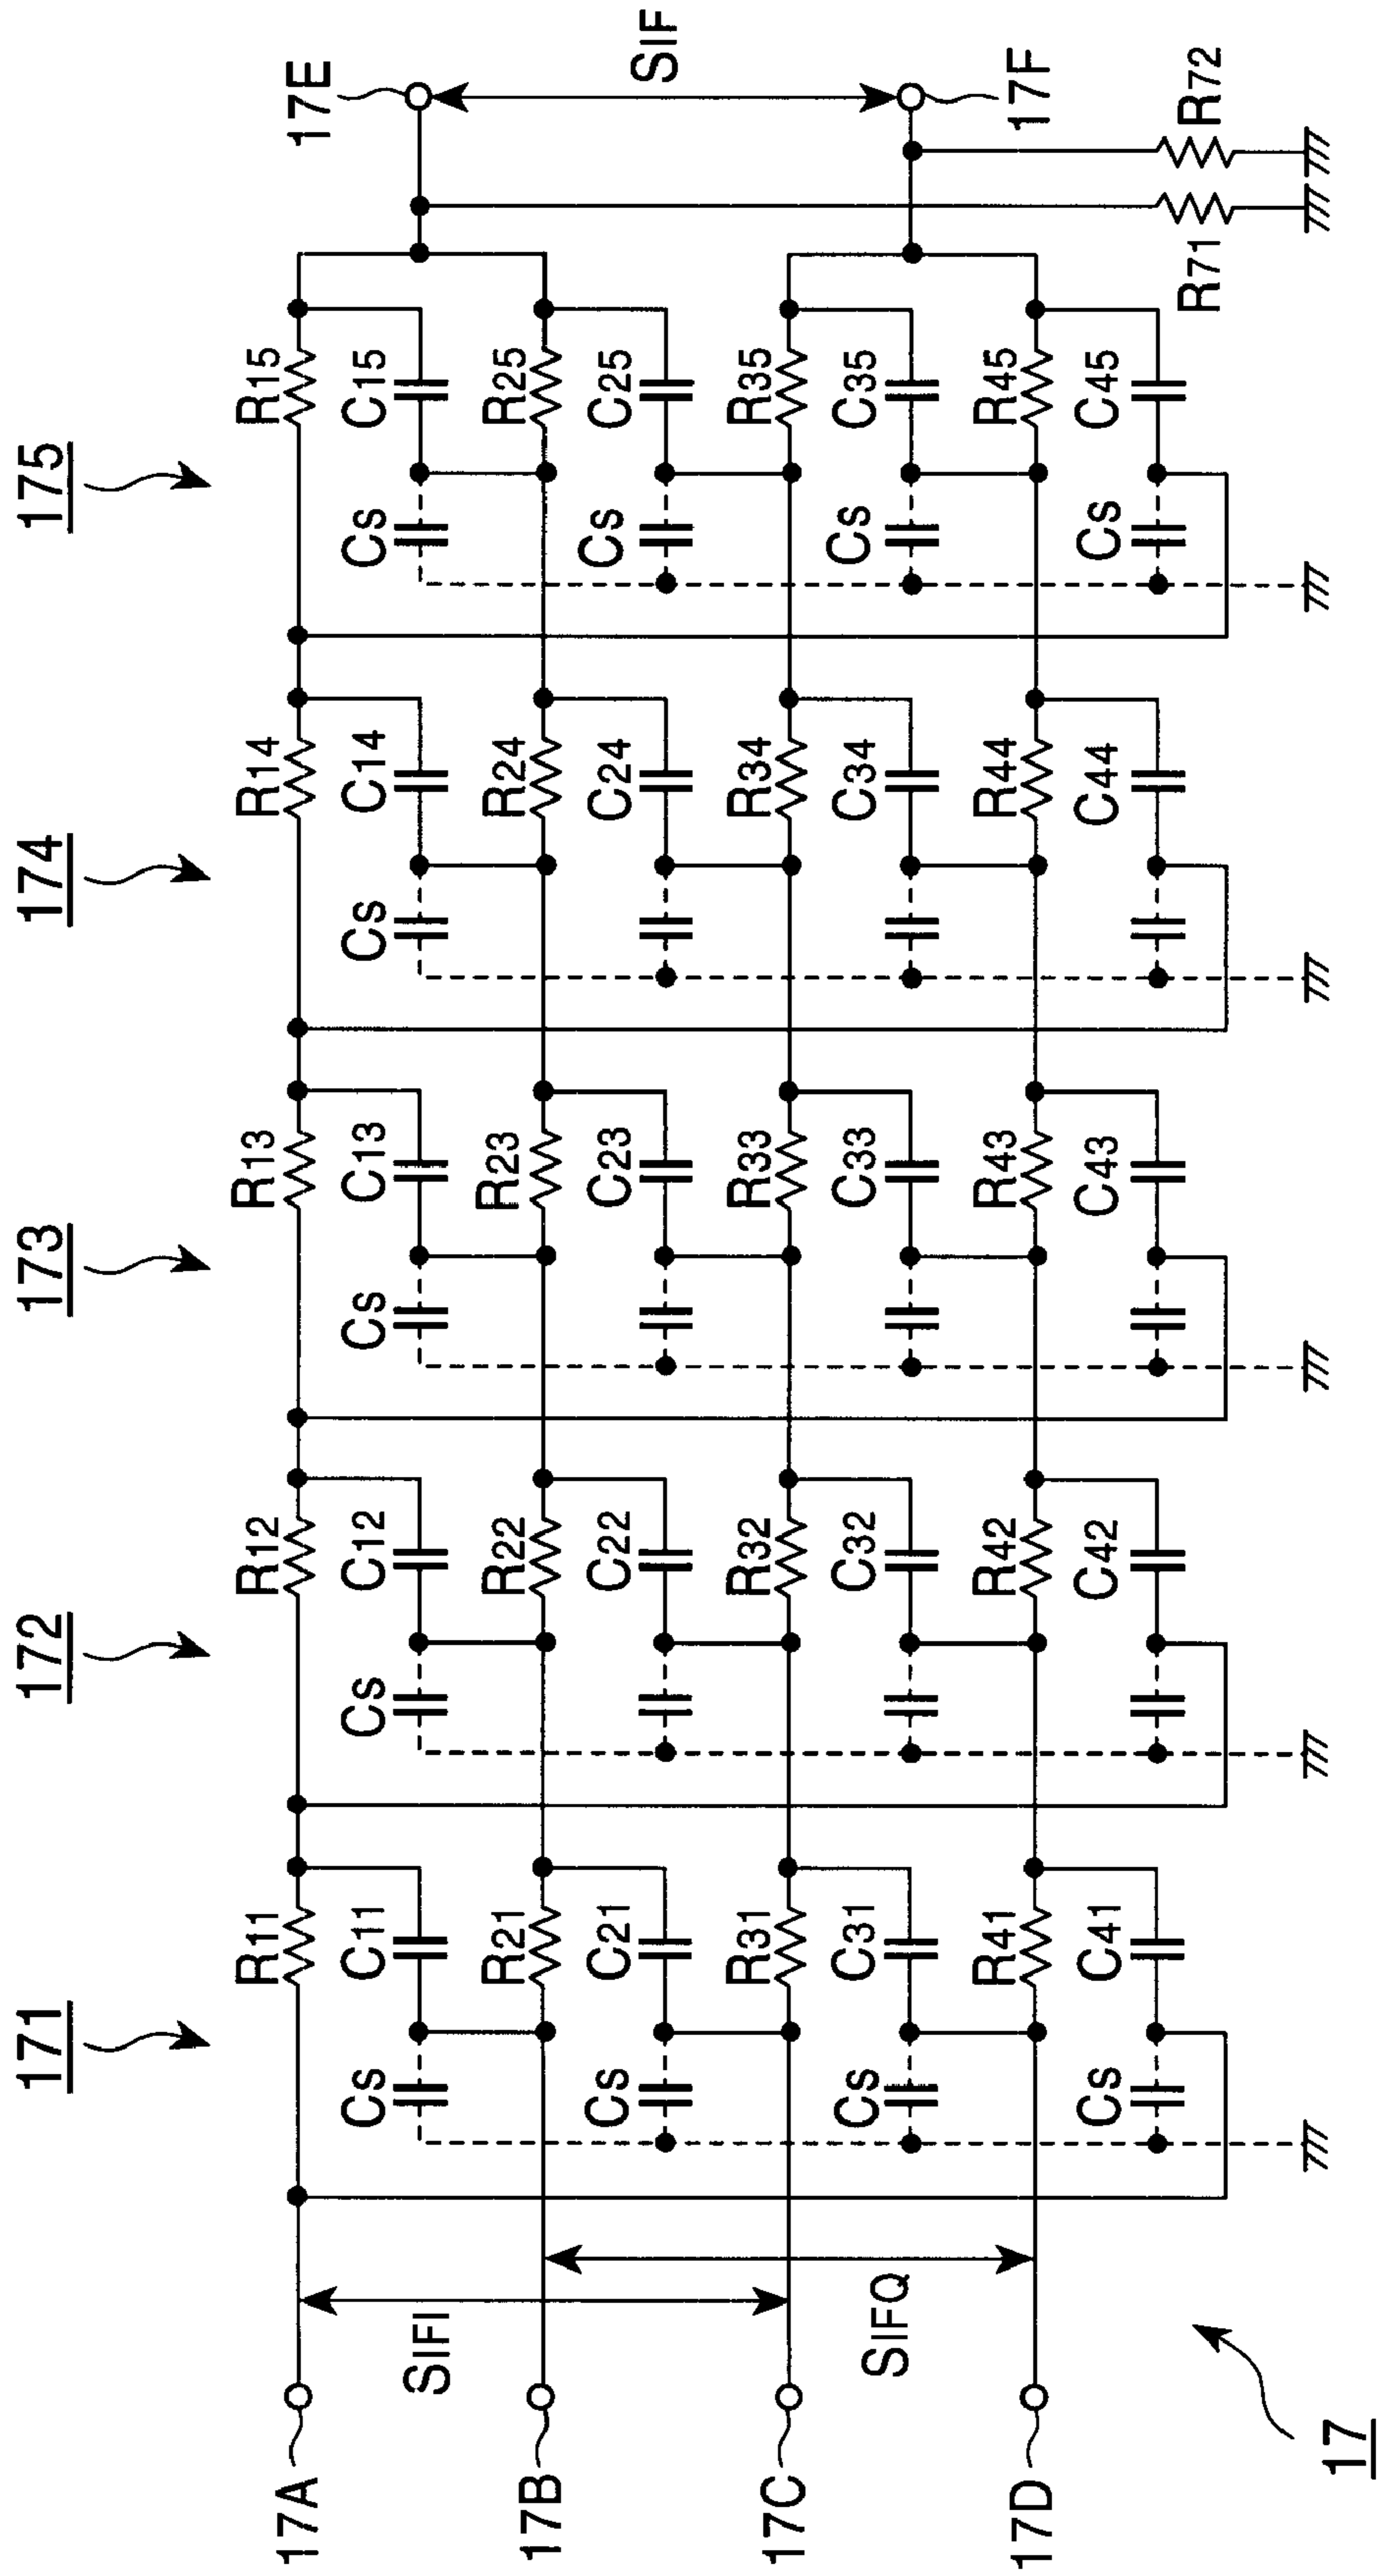 171 172 173 174 175
R11 R12 R13 R14 R15
17E
C11 C12 C13 C14 C15
Cs Cs Cs Cs Cs
17A
SIFI
R21 R22 R23 R24 R25
SIF
17B
C21 C22 C23 C24 C25
Cs Cs
R31 R32 R33 R34 R35
17C
C31 C32 C33 C34 C35
Cs Cs
SIFQ
17F
R41 R42 R43 R44 R45
17D
C41 C42 C43 C44 C45
Cs Cs
R71 R72
17